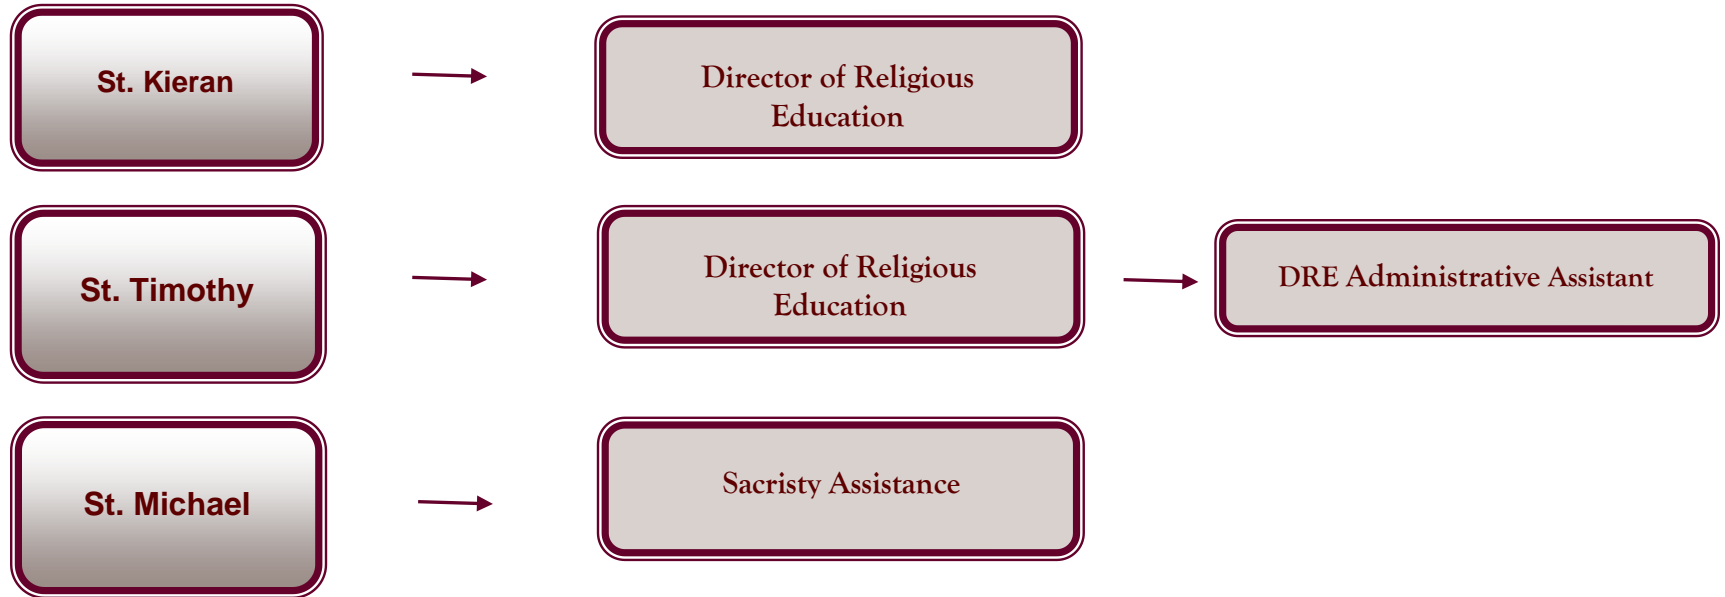 St. Kieran
Director of Religious
Education
St. Timothy
Director of Religious
Education
DRE Administrative Assistant
St. Michael
Sacristy Assistance